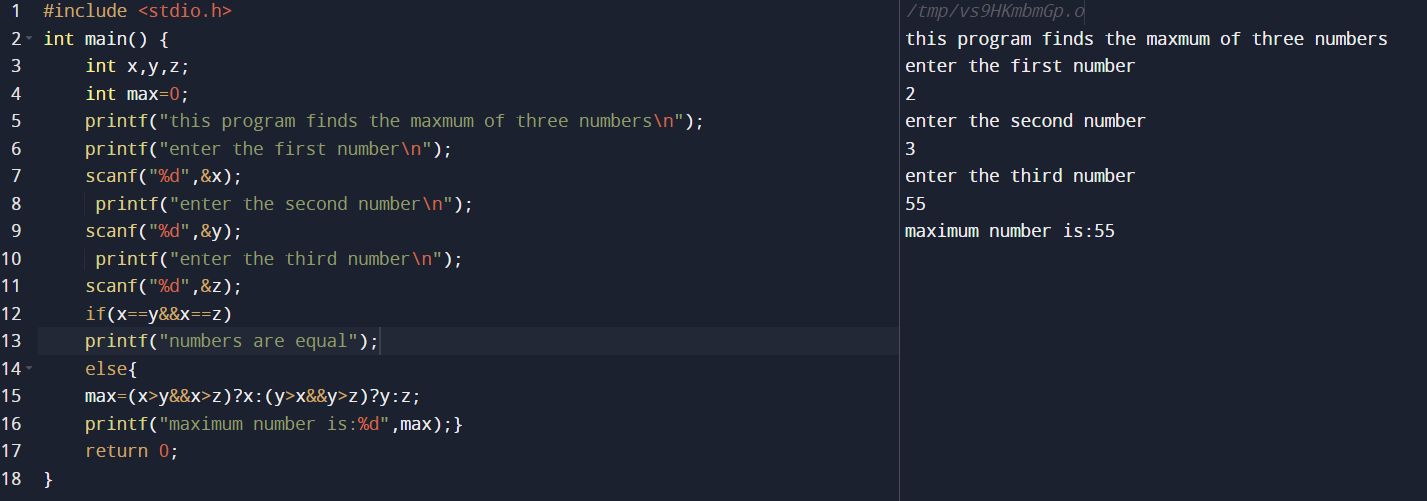 1 #include <stdio.h>
2 int main() {
3 int x,y,z;
4 int max=0;
5 printf("this program finds the maxmum of three numbers\n");
6 printf("enter the first number\n");
7 scanf("%d",&x);
8 printf("enter the second number\n");
9 scanf("%d",&y);
10 printf("enter the third number\n");
11 scanf("%d",&z);
12 if(x==y&&x==z)
13 printf("numbers are equal");
14 else{
15 max=(x>y&&x>z)?x:(y>x&&y>z)?y:z;
16 printf("maximum number is:%d",max);}
17 return 0;
18 }
/tmp/vs9HKmbmGp.o
this program finds the maxmum of three numbers
enter the first number
2
enter the second number
3
enter the third number
55
maximum number is:55